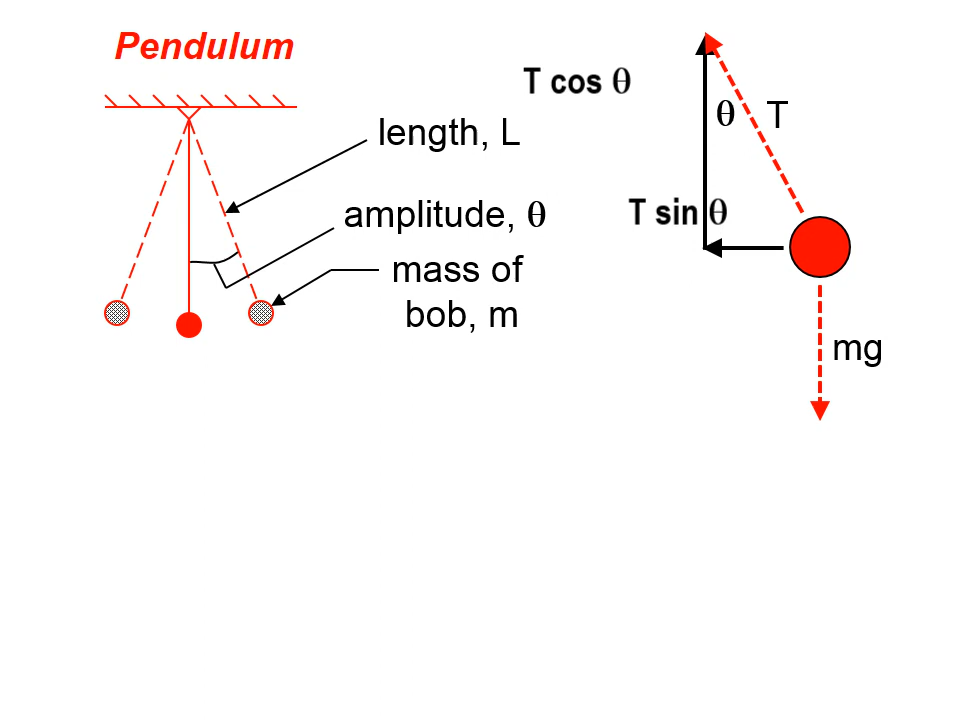 Pendulum
length, L
amplitude, θ
mass of
bob, m
T cos θ
θ
T
T sin θ
mg